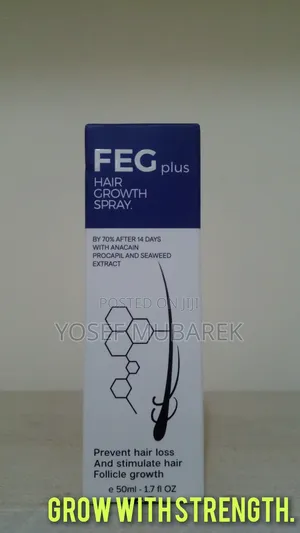 FEG plus
HAIR
GROWTH
SPRAY.
BY 70% AFTER 14 DAYS
WITH ANACAIN
PROCAPIL AND SEAWEED
EXTRACT
POSTED ON JIJI
YOSEF MUBAREK
Prevent hair loss
And stimulate hair
Follicle growth
e 50ml - 1.7 fl OZ
GROW WITH STRENGTH.